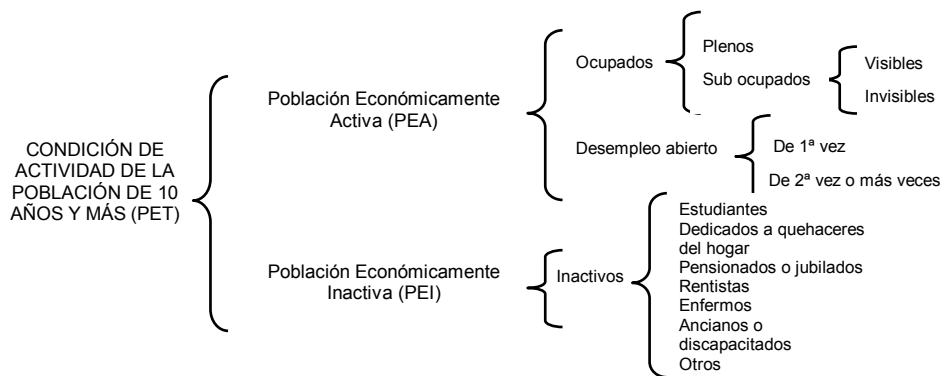 CONDICIÓN DE
ACTIVIDAD DE LA
POBLACIÓN DE 10
AÑOS Y MÁS (PET)
Población Económicamente
Activa (PEA)
Ocupados
Plenos
Sub ocupados
Visibles
Invisibles
Desempleo abierto
De 1ª vez
De 2ª vez o más veces
Población Económicamente
Inactiva (PEI)
Inactivos
Estudiantes
Dedicados a quehaceres
del hogar
Pensionados o jubilados
Rentistas
Enfermos
Ancianos o
discapacitados
Otros